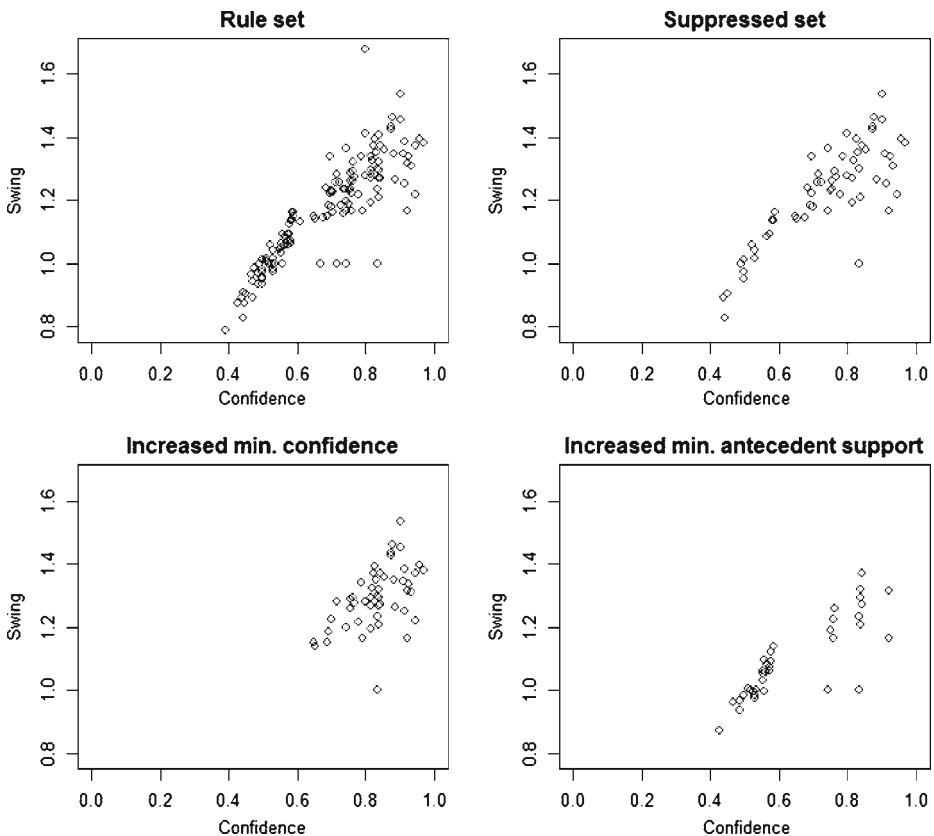 Rule set
Swing
1.6
1.4
1.2
1.0
0.8
0.0 0.2 0.4 0.6 0.8 1.0
Confidence
Suppressed set
Swing
1.6
1.4
1.2
1.0
0.8
0.0 0.2 0.4 0.6 0.8 1.0
Confidence
Increased min. confidence
Swing
1.6
1.4
1.2
1.0
0.8
0.0 0.2 0.4 0.6 0.8 1.0
Confidence
Increased min. antecedent support
Swing
1.6
1.4
1.2
1.0
0.8
0.0 0.2 0.4 0.6 0.8 1.0
Confidence